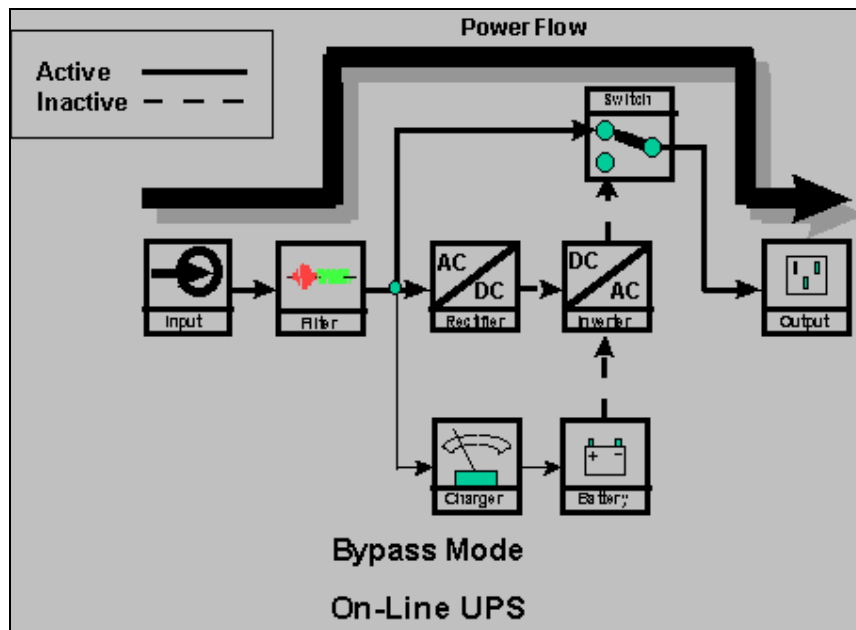 Power Flow
Active
Inactive
Switch
AC
DC
DC
AC
Input
Filter
Rectifier
Inverter
Output
+ -
Charger
Battery
Bypass Mode
On-Line UPS